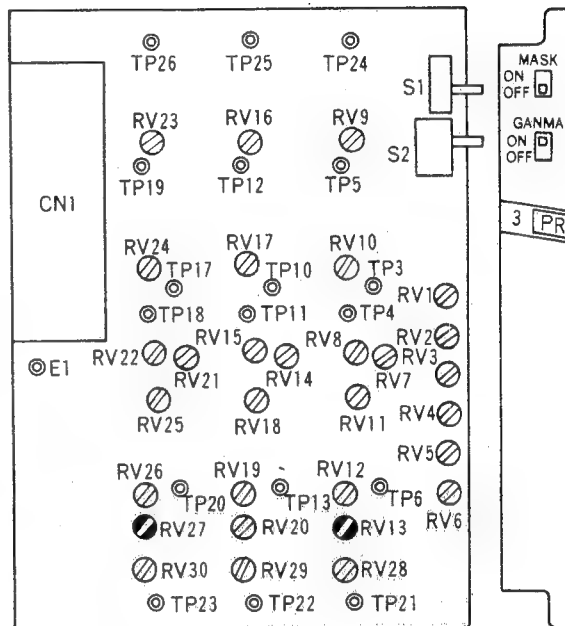 TP26 TP25 TP24
S1
MASK
ON
OFF
RV23 RV16 RV9
S2
GANMA
ON
OFF
TP19 TP12 TP5
CN1
3 PR
RV24 RV17 RV10
TP17 TP10 TP3
RV1
TP18 TP11 TP4
RV15 RV8 RV2
RV22 RV3
E1
RV21 RV14 RV7
RV25 RV18 RV11 RV4
RV5
RV26 RV19 RV12
TP20 TP13 TP6
RV6
RV27 RV20 RV13
RV30 RV29 RV28
TP23 TP22 TP21